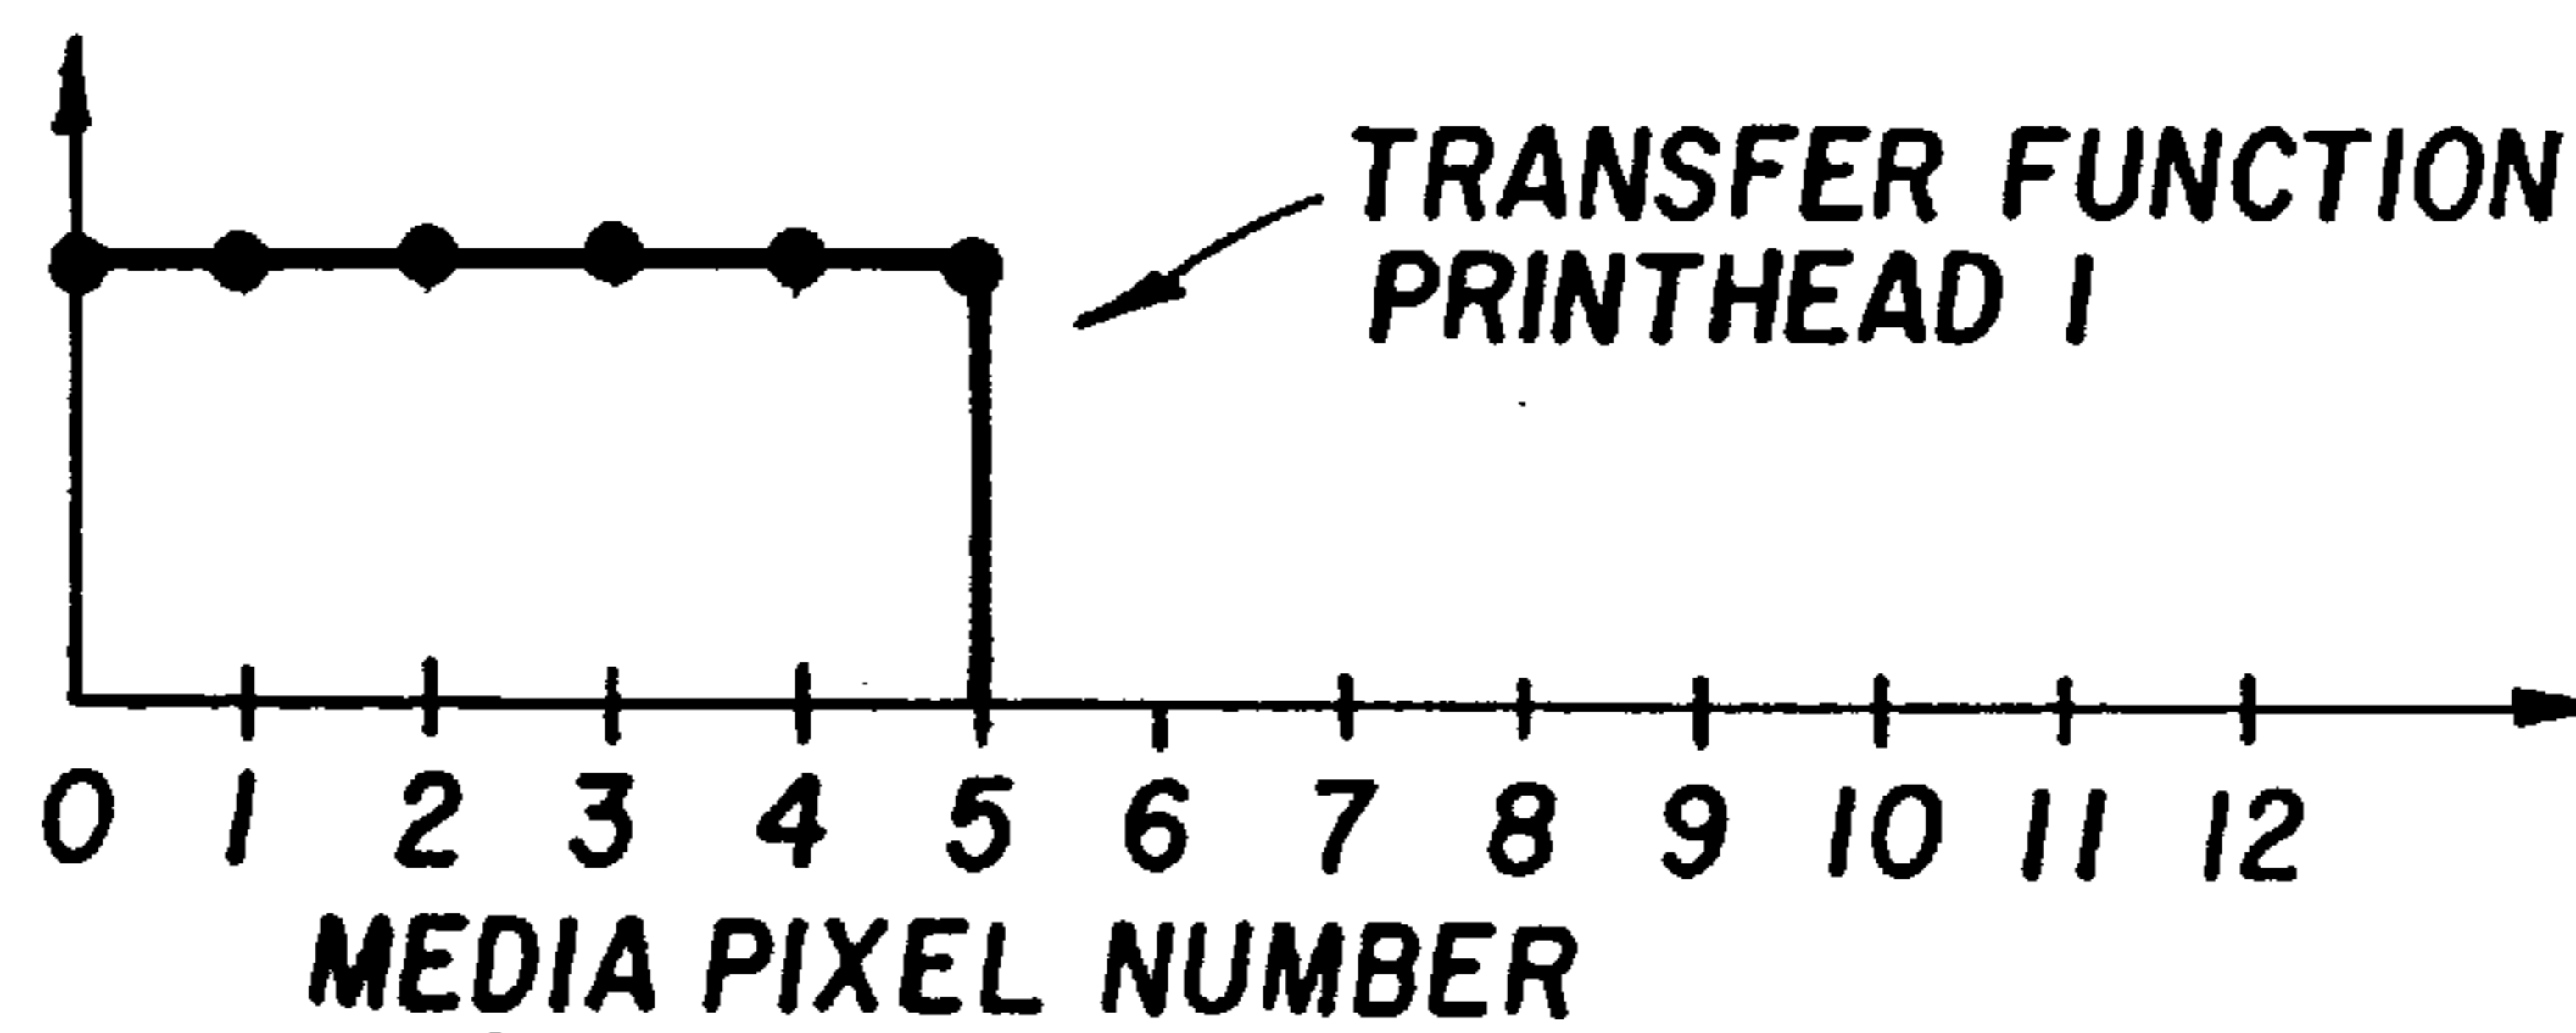 TRANSFER FUNCTION
PRINTHEAD 1
0 1 2 3 4 5 6 7 8 9 10 11 12
MEDIA PIXEL NUMBER